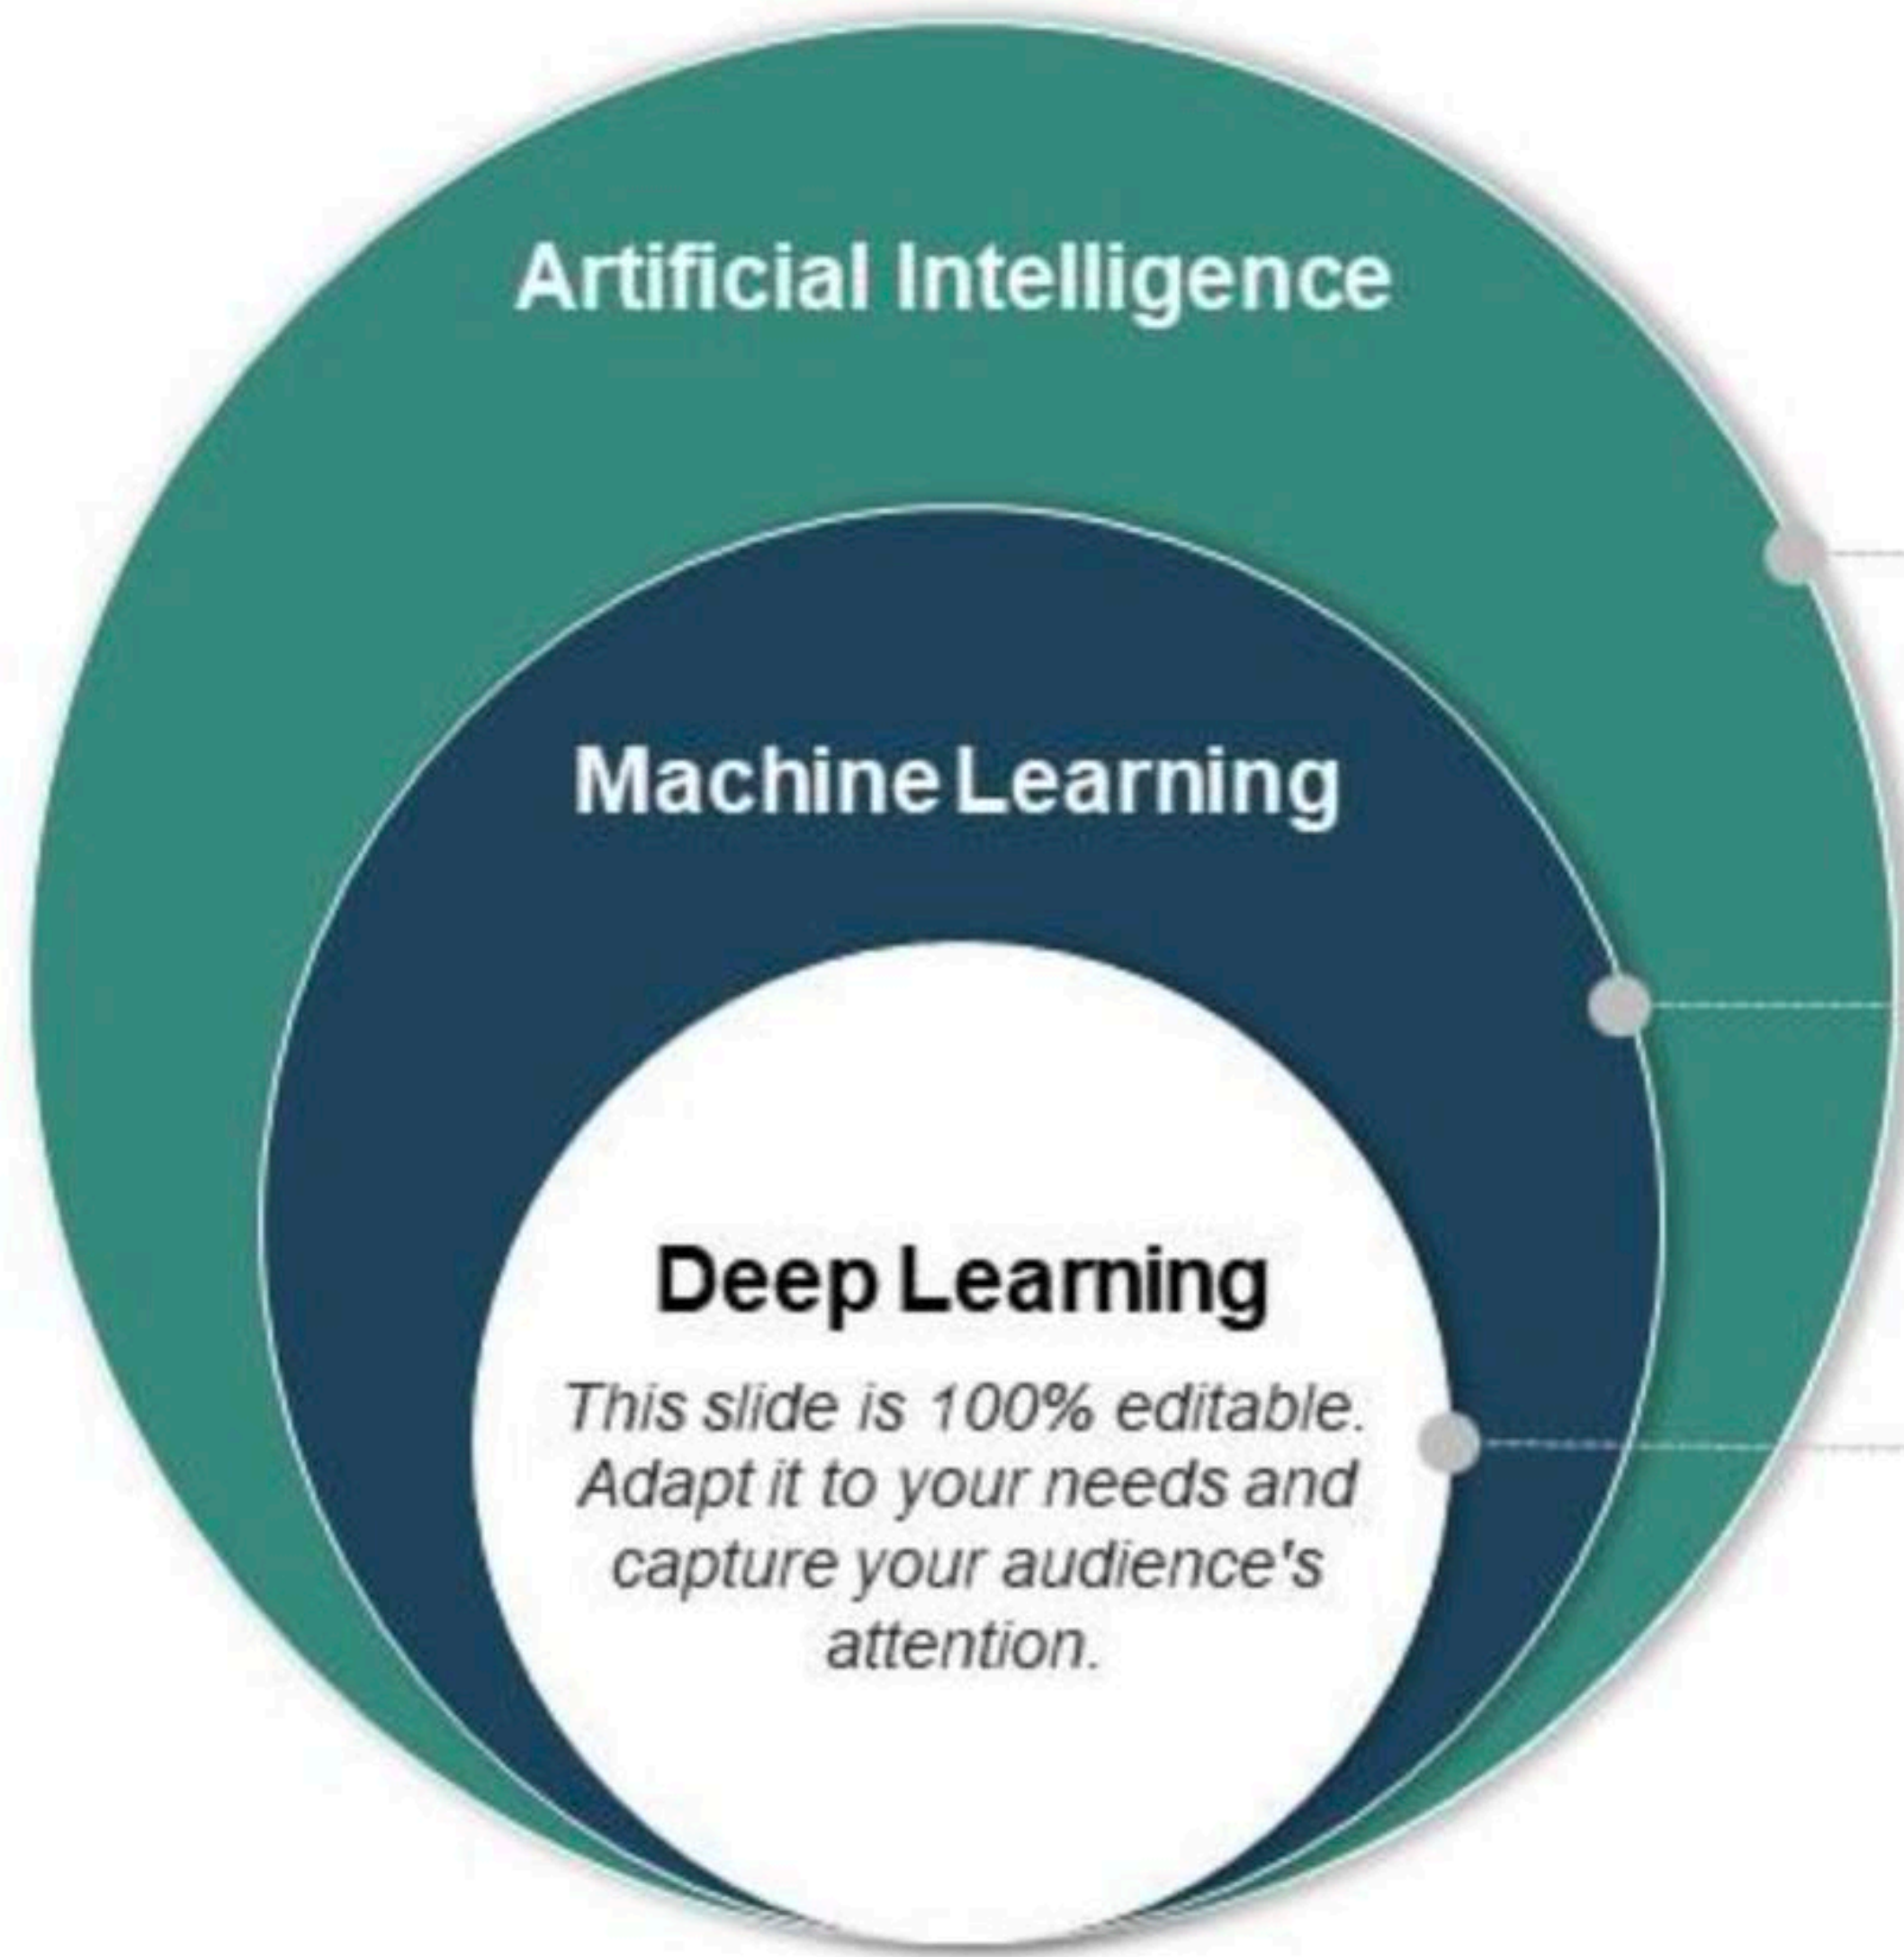 Artificial Intelligence
Machine Learning
Deep Learning
This slide is 100% editable.
Adapt it to your needs and
capture your audience's
attention.